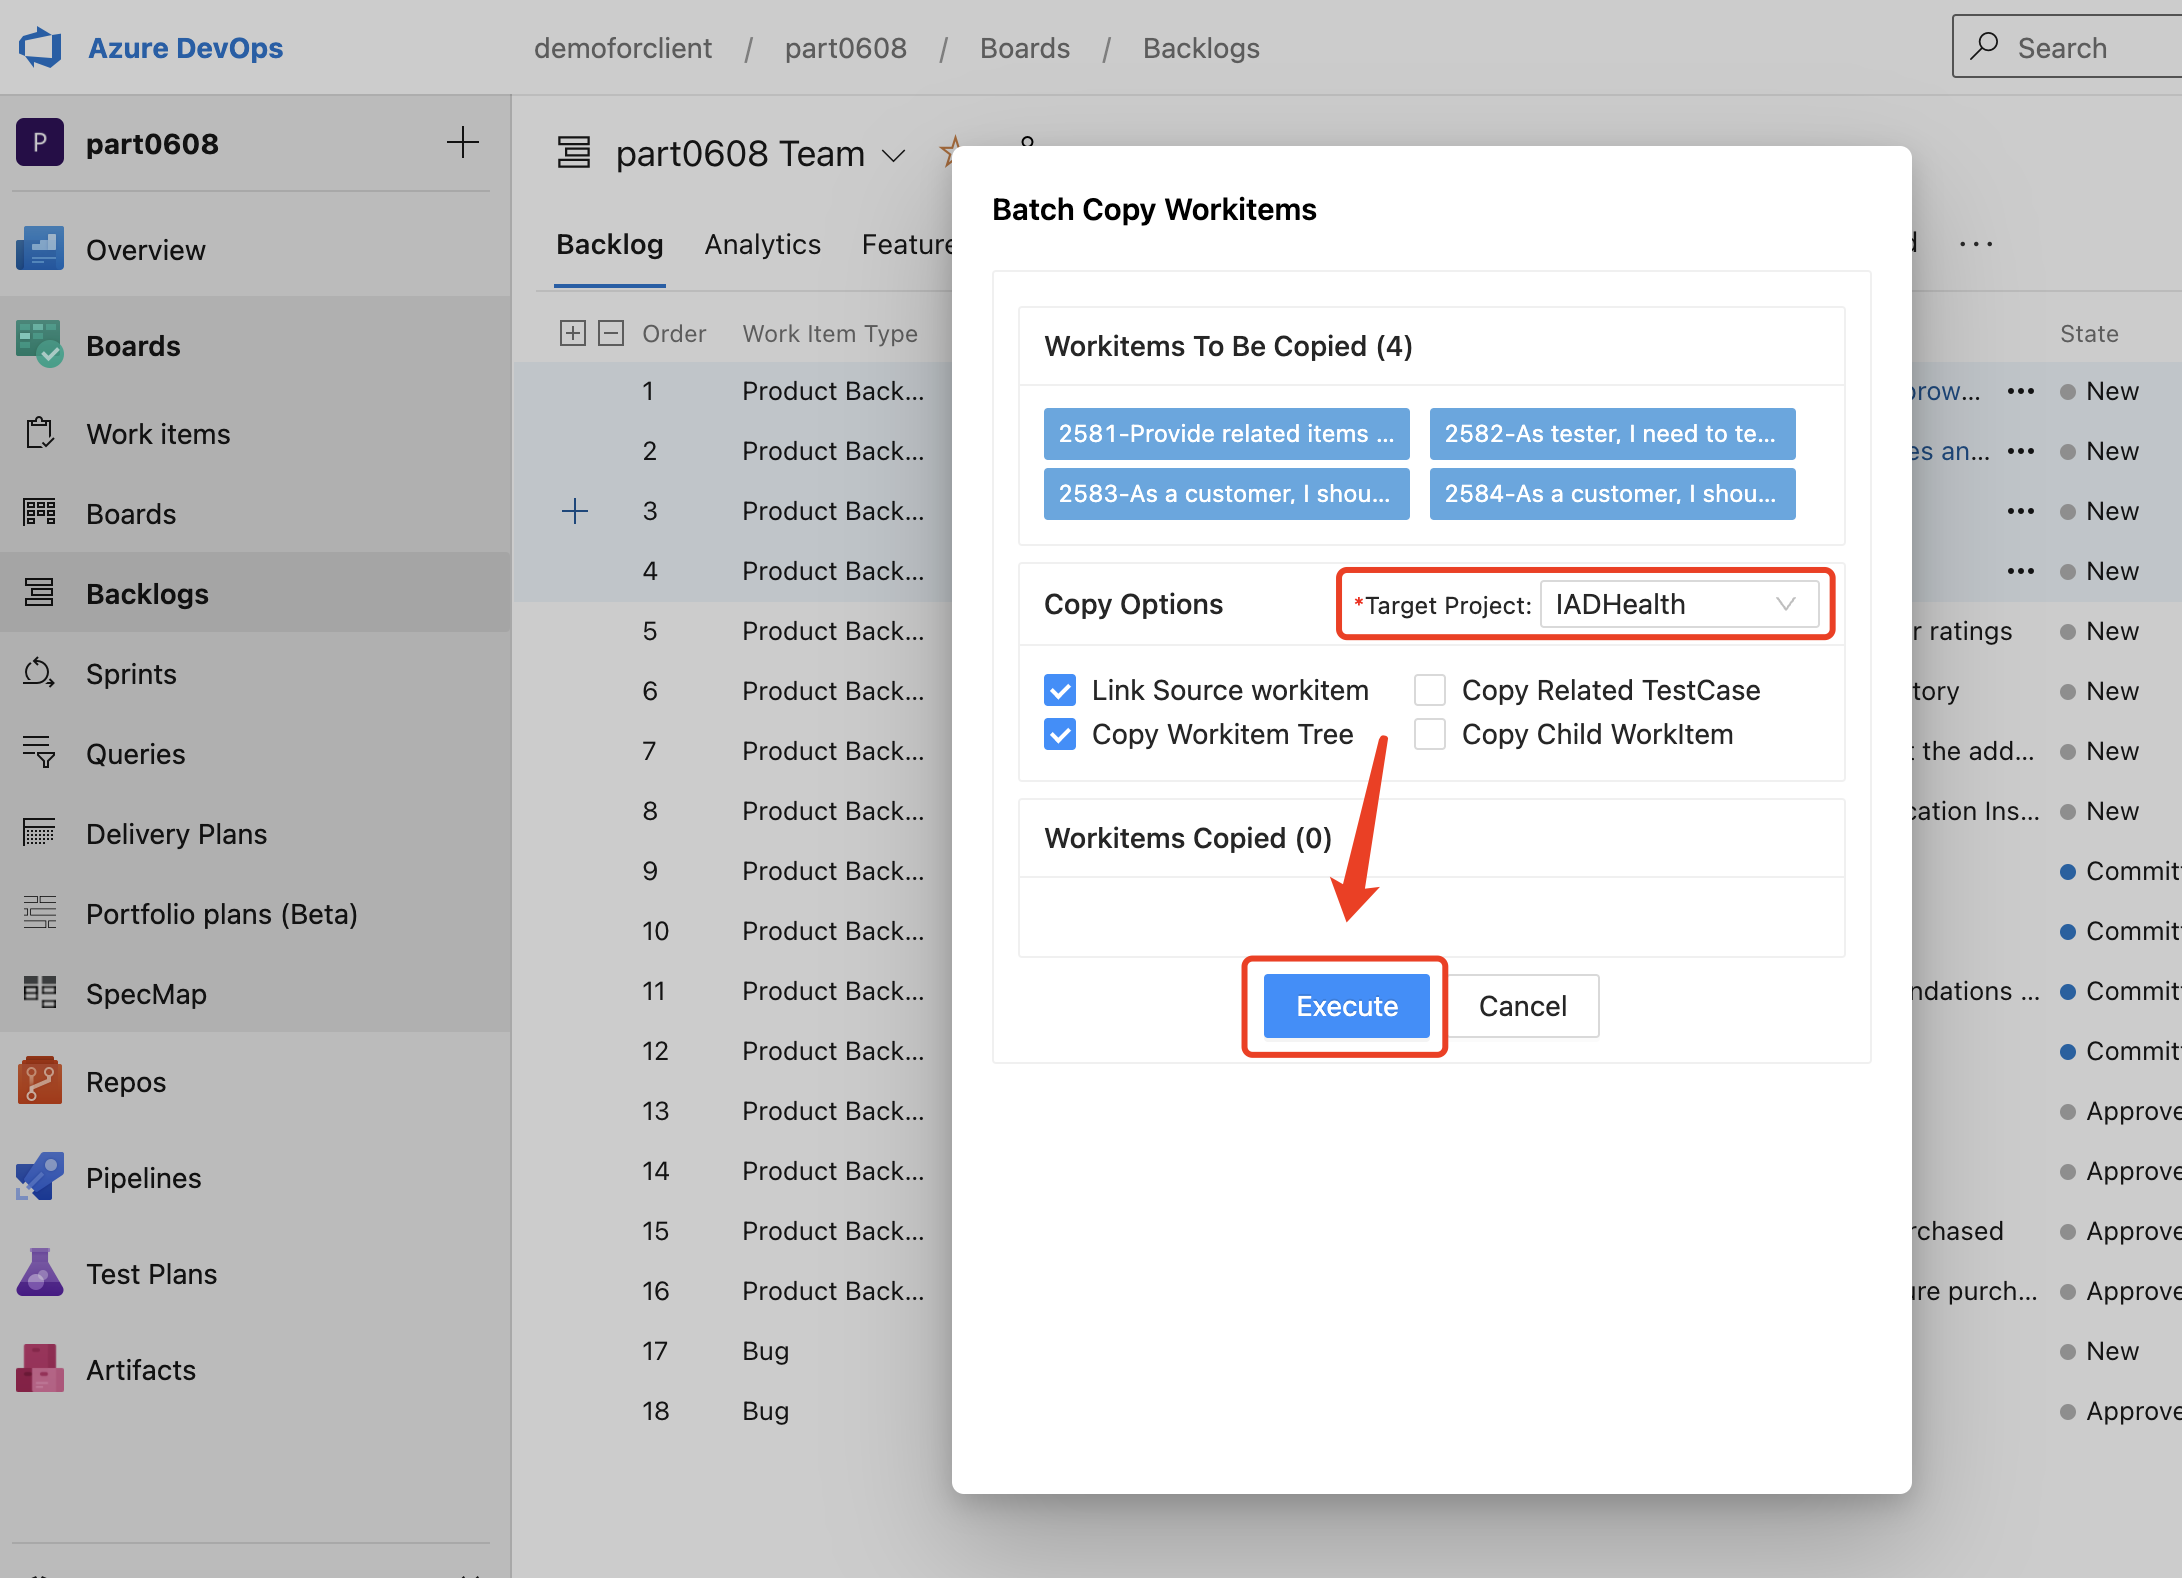 Azure DevOps
demoforclient / part0608 / Boards / Backlogs
Search
P part0608
part0608 Team
Overview
Boards
Work items
Boards
Backlogs
Sprints
Queries
Delivery Plans
Portfolio plans (Beta)
SpecMap
Repos
Pipelines
Test Plans
Artifacts
Backlog Analytics Feature
Order Work Item Type State
1 Product Back... brow... ••• New
2 Product Back... es an... ••• New
3 Product Back... ••• New
4 Product Back... ••• New
5 Product Back... r ratings New
6 Product Back... tory New
7 Product Back... t the add... New
8 Product Back... cation Ins... New
9 Product Back... Commit
10 Product Back... Commit
11 Product Back... ndations ... Commit
12 Product Back... Commit
13 Product Back... Approve
14 Product Back... Approve
15 Product Back... rchased Approve
16 Product Back... ure purch... Approve
17 Bug New
18 Bug Approve
Batch Copy Workitems
Workitems To Be Copied (4)
2581-Provide related items ... 2582-As tester, I need to te...
2583-As a customer, I shou... 2584-As a customer, I shou...
Copy Options *Target Project: IADHealth
Link Source workitem Copy Related TestCase
Copy Workitem Tree Copy Child WorkItem
Workitems Copied (0)
Execute Cancel